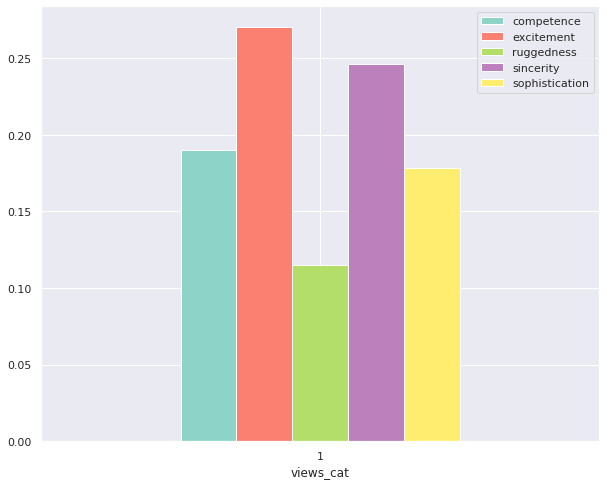 competence
excitement
ruggedness
sincerity
sophistication
0.25
0.20
0.15
0.10
0.05
0.00
1
views_cat